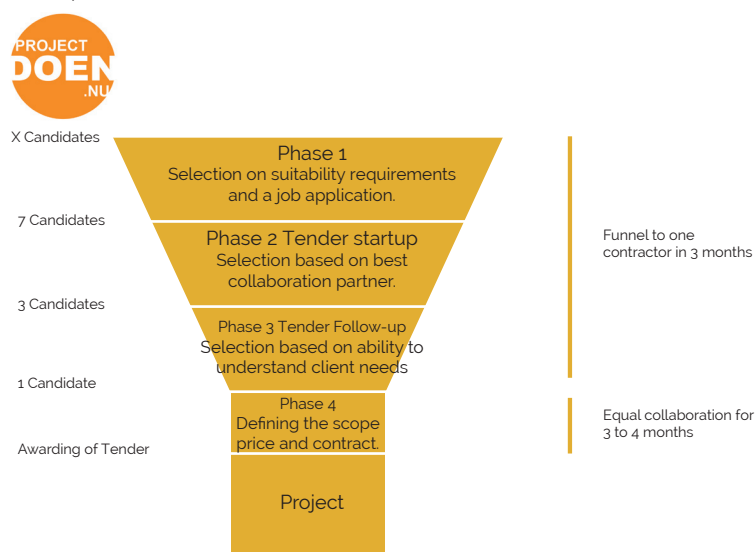 PROJECT
DOEN
.NU
X Candidates
Phase 1
Selection on suitability requirements
and a job application.
7 Candidates
Phase 2 Tender startup
Selection based on best
collaboration partner.
Funnel to one
contractor in 3 months
3 Candidates
Phase 3 Tender Follow-up
Selection based on ability to
understand client needs
1 Candidate
Phase 4
Defining the scope
price and contract.
Equal collaboration for
3 to 4 months
Awarding of Tender
Project